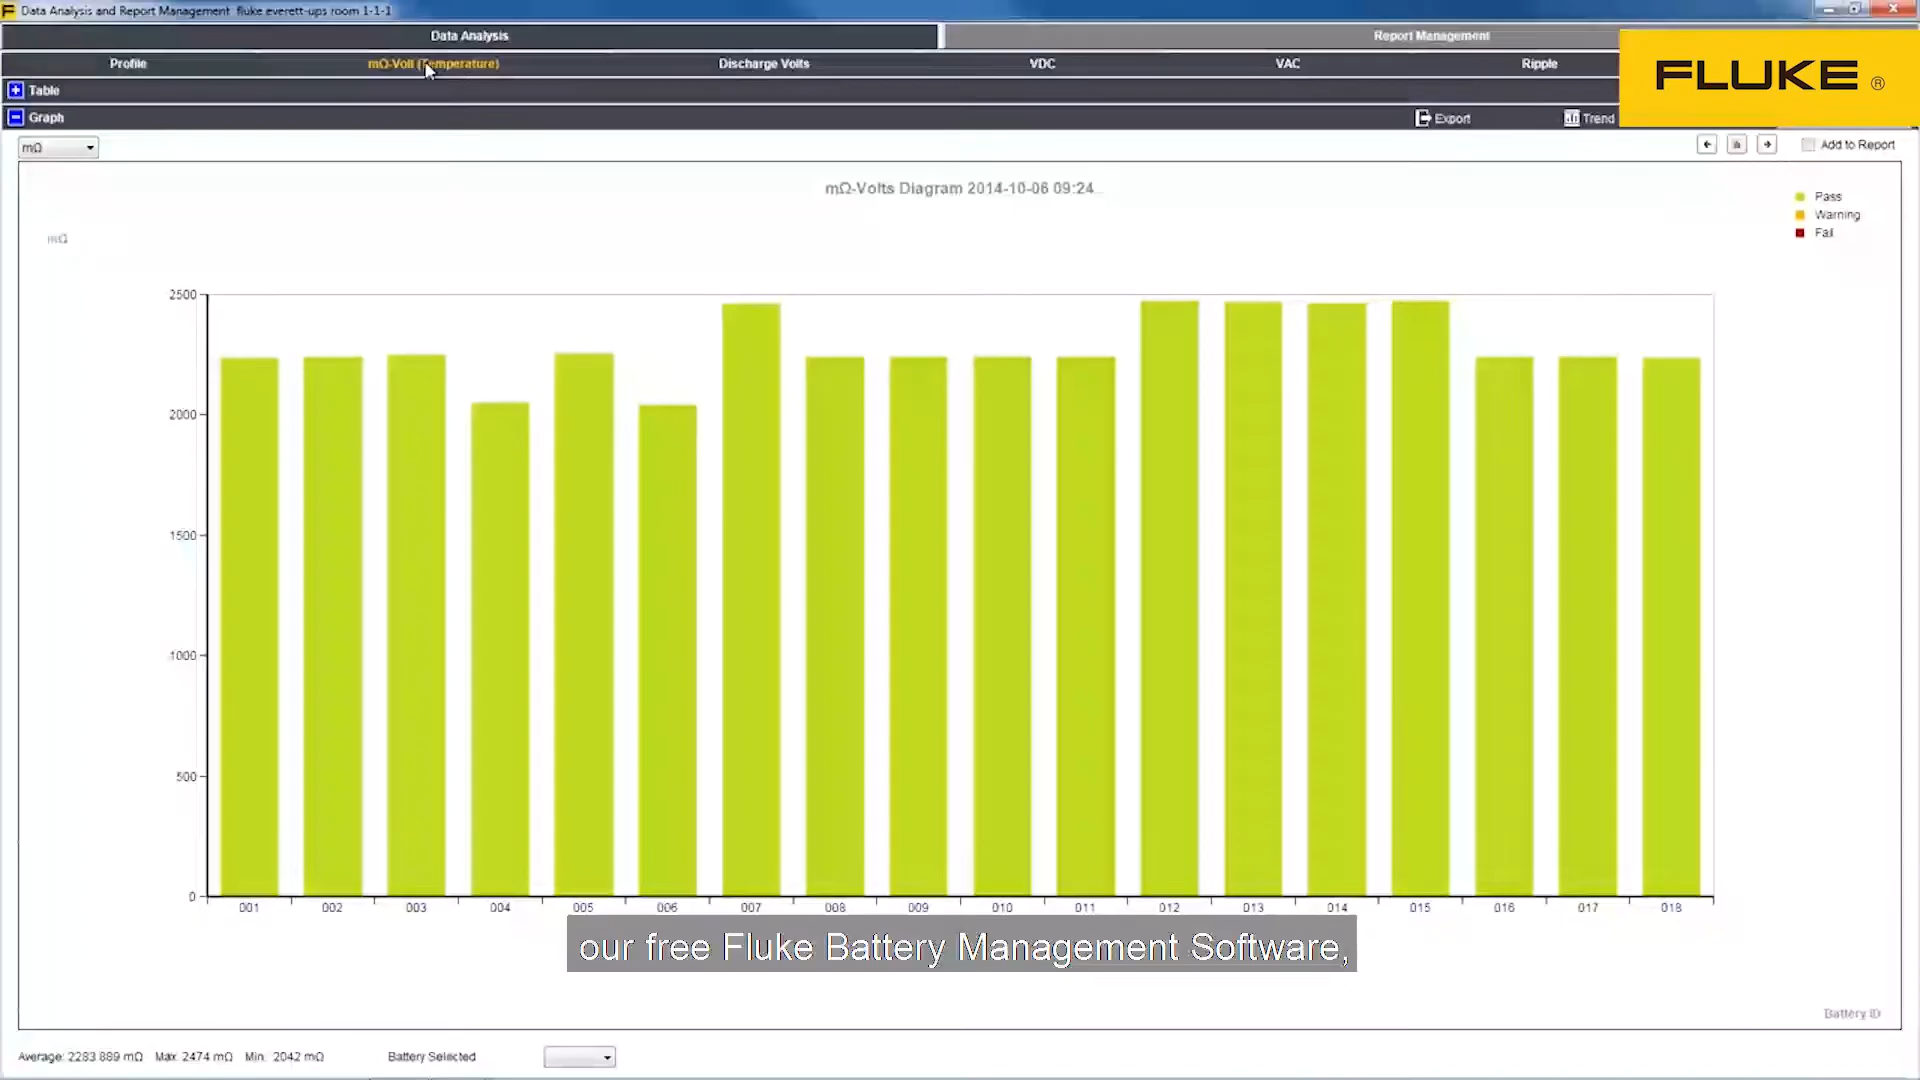 Data Analysis and Report Management fluke everett-ups room 1-1-1
Data Analysis Report Management
Profile mΩ-Volt (Temperature) Discharge Volts VDC VAC Ripple
FLUKE ®
Table
Graph Export Trend
mΩ Add to Report
mΩ-Volts Diagram 2014-10-06 09:24
Pass
Warning
Fail
mΩ
2500
2000
1500
1000
500
0
001 002 003 004 005 006 007 008 009 010 011 012 013 014 015 016 017 018
our free Fluke Battery Management Software,
Battery ID
Average: 2283.889 mΩ Max: 2474 mΩ Min: 2042 mΩ Battery Selected